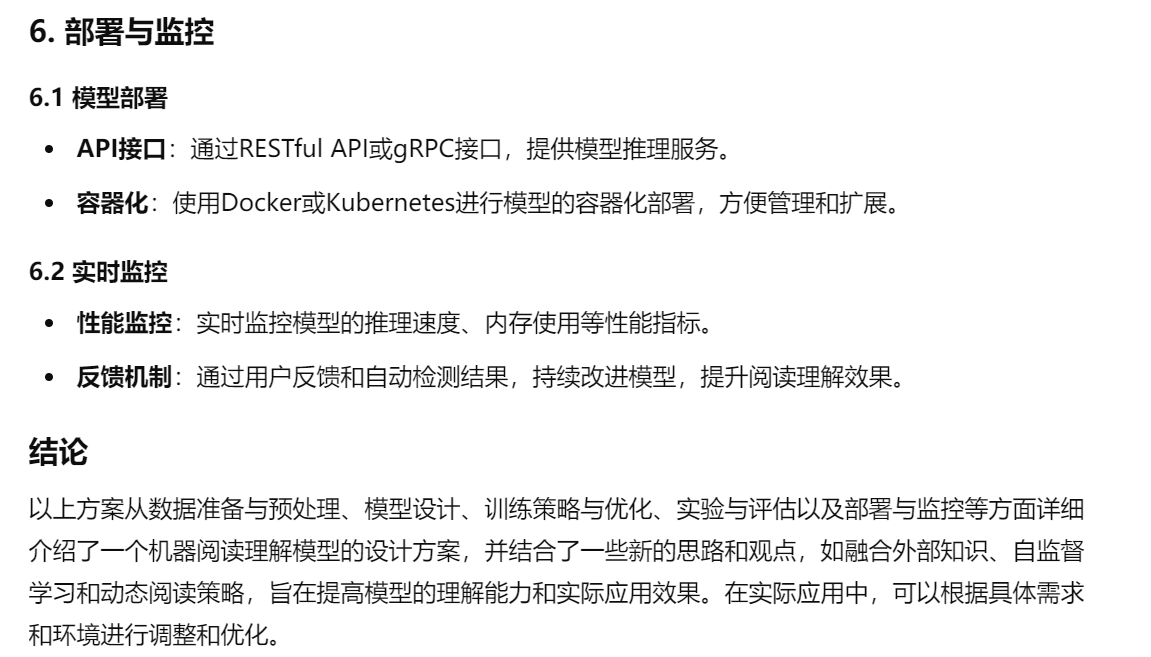 6. 部署与监控
6.1 模型部署
• API接口：通过RESTful API或gRPC接口，提供模型推理服务。
• 容器化：使用Docker或Kubernetes进行模型的容器化部署，方便管理和扩展。
6.2 实时监控
• 性能监控：实时监控模型的推理速度、内存使用等性能指标。
• 反馈机制：通过用户反馈和自动检测结果，持续改进模型，提升阅读理解效果。
结论
以上方案从数据准备与预处理、模型设计、训练策略与优化、实验与评估以及部署与监控等方面详细
介绍了一个机器阅读理解模型的设计方案，并结合了一些新的思路和观点，如融合外部知识、自监督
学习和动态阅读策略，旨在提高模型的理解能力和实际应用效果。在实际应用中，可以根据具体需求
和环境进行调整和优化。